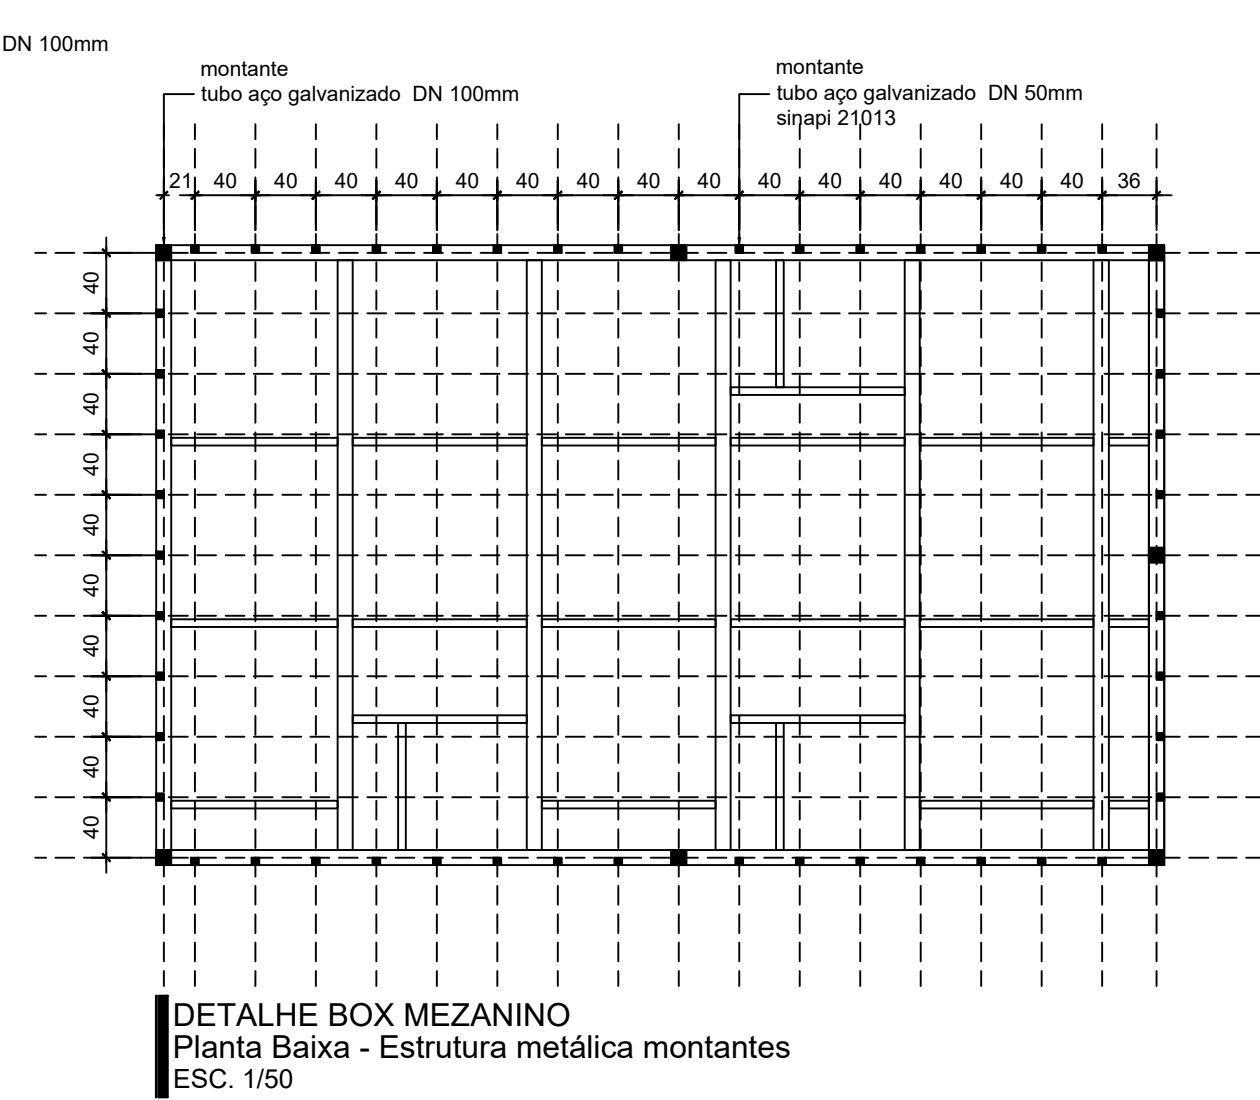 DN 100mm
montante
tubo aço galvanizado DN 100mm
montante
tubo aço galvanizado DN 50mm
sinapi 21013
21 40 40 40 40 40 40 40 40 40 40 40 40 40 40 40 36
40
40
40
40
40
40
40
40
40
40
DETALHE BOX MEZANINO
Planta Baixa - Estrutura metálica montantes
ESC. 1/50